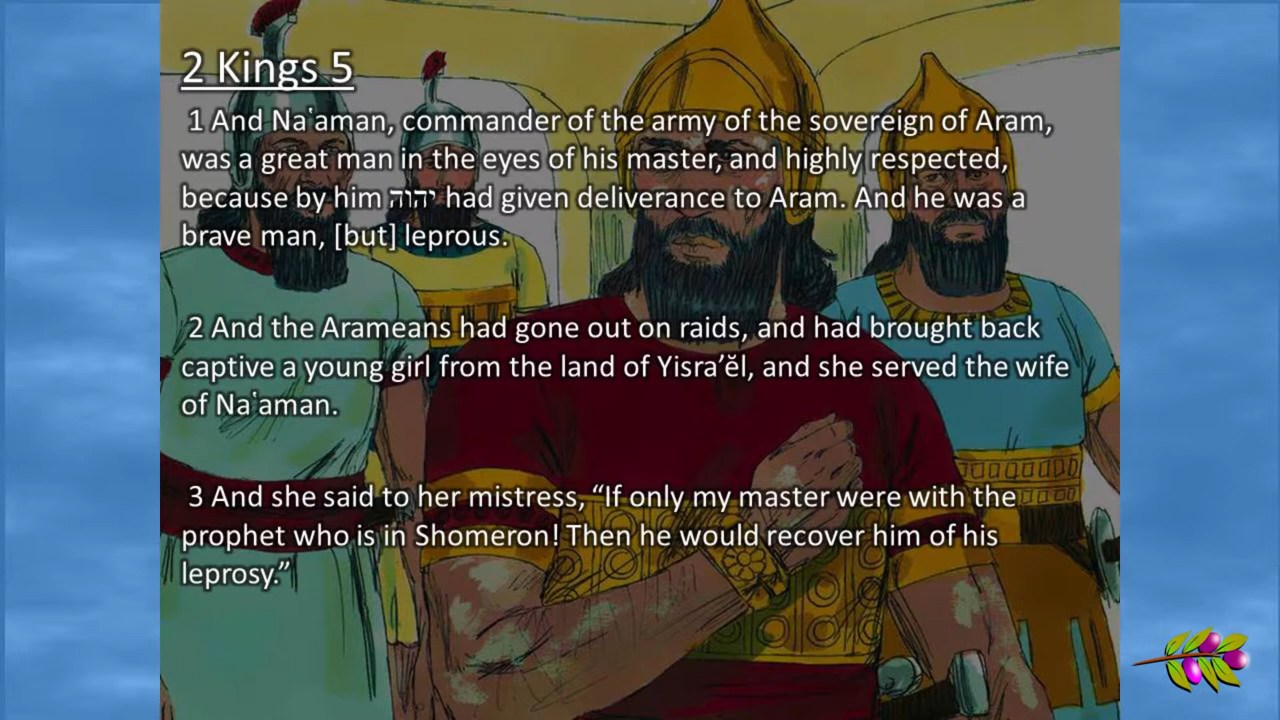 2 Kings 5
1 And Naʽaman, commander of the army of the sovereign of Aram,
was a great man in the eyes of his master, and highly respected,
because by him יהוה had given deliverance to Aram. And he was a
brave man, [but] leprous.
2 And the Arameans had gone out on raids, and had brought back
captive a young girl from the land of Yisra’ĕl, and she served the wife
of Naʽaman.
3 And she said to her mistress, “If only my master were with the
prophet who is in Shomeron! Then he would recover him of his
leprosy.”